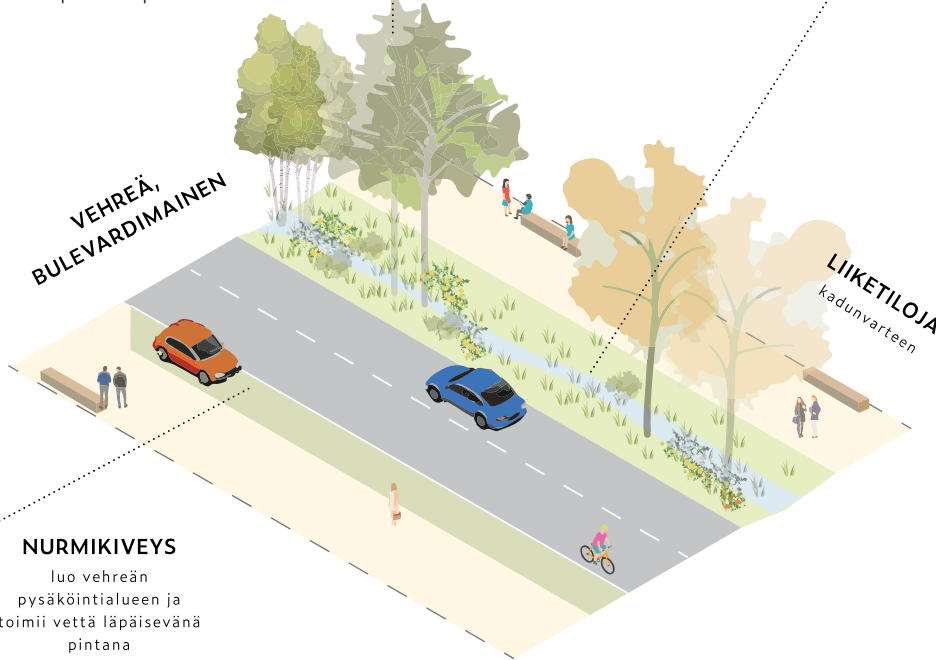 VEHREÄ,
BULEVARDIMAINEN
LIIKETILOJA
kadunvarteen
NURMIKIVEYS
luo vehreän
pysäköintialueen ja
toimii vettä läpäisevänä
pintana